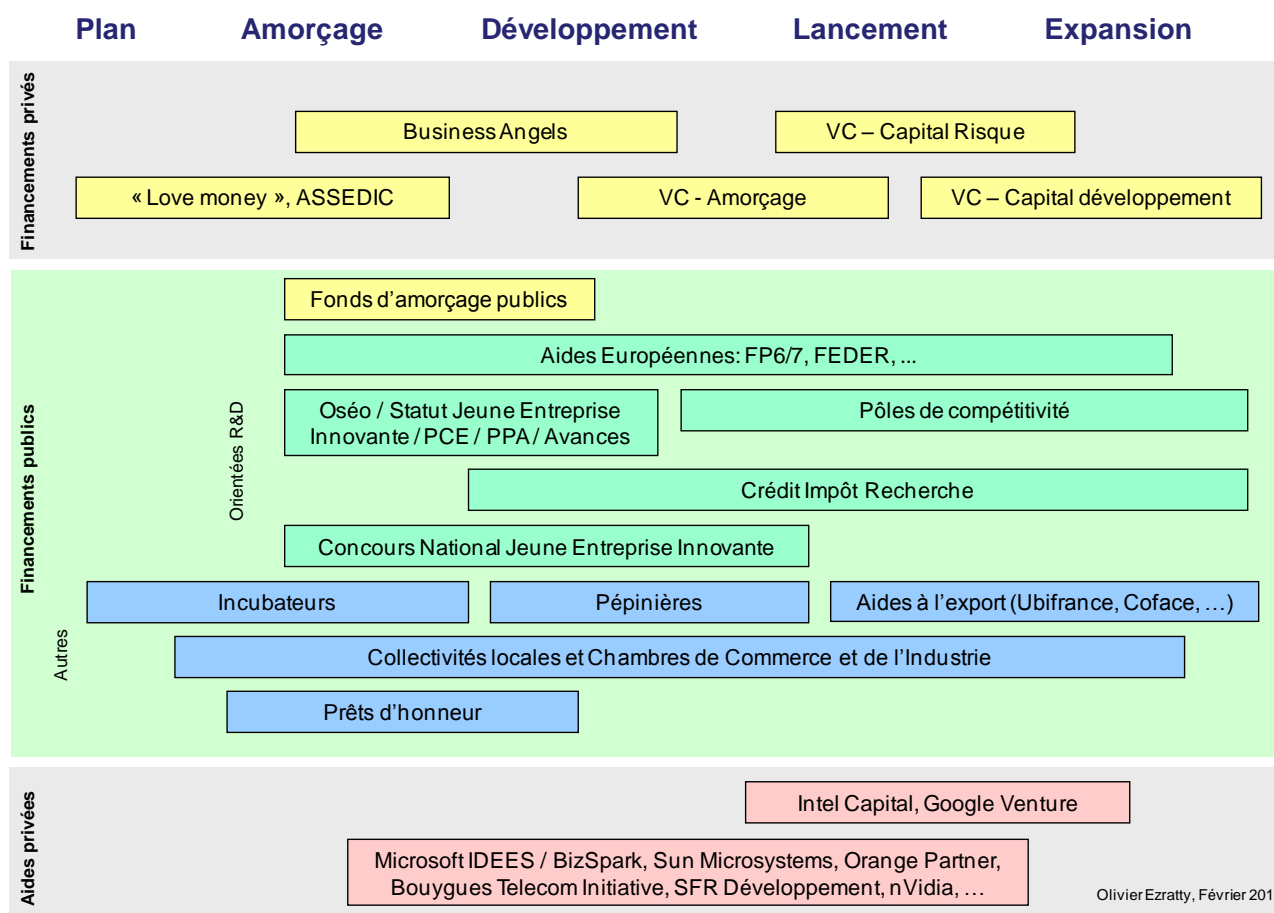 Plan Amorçage Développement Lancement Expansion
Financements privés
Business Angels
VC – Capital Risque
« Love money », ASSEDIC
VC - Amorçage
VC – Capital développement
Financements publics
Orientées R&D
Fonds d'amorçage publics
Aides Européennes: FP6/7, FEDER, ...
Oséo / Statut Jeune Entreprise
Innovante / PCE / PPA / Avances
Pôles de compétitivité
Crédit Impôt Recherche
Concours National Jeune Entreprise Innovante
Autres
Incubateurs
Pépinières
Aides à l'export (Ubifrance, Coface, …)
Collectivités locales et Chambres de Commerce et de l'Industrie
Prêts d'honneur
Aides privées
Intel Capital, Google Venture
Microsoft IDEES / BizSpark, Sun Microsystems, Orange Partner,
Bouygues Telecom Initiative, SFR Développement, nVidia, …
Olivier Ezratty, Février 201